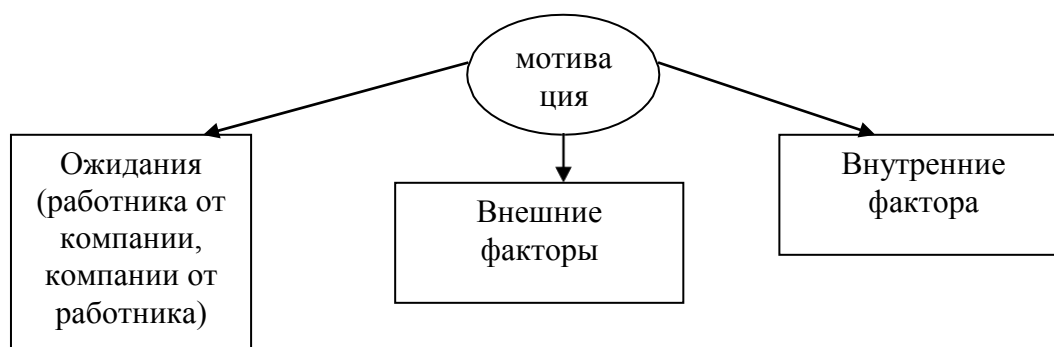 мотива
ция
Ожидания
(работника от
компании,
компании от
работника)
Внешние
факторы
Внутренние
фактора